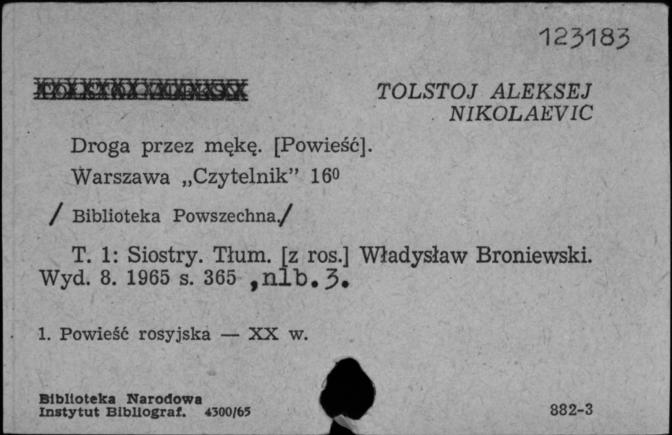 123183
TOLSTOJ ALEKSEJ
NIKOLAEVIC
Droga przez mękę. [Powieść].
Warszawa „Czytelnik” 16⁰
/ Biblioteka Powszechna./
T. 1: Siostry. Tłum. [z ros.] Władysław Broniewski.
Wyd. 8. 1965 s. 365 , nlb. 3.
1. Powieść rosyjska — XX w.
Biblioteka Narodowa
Instytut Bibliograf. 4300/65
882-3